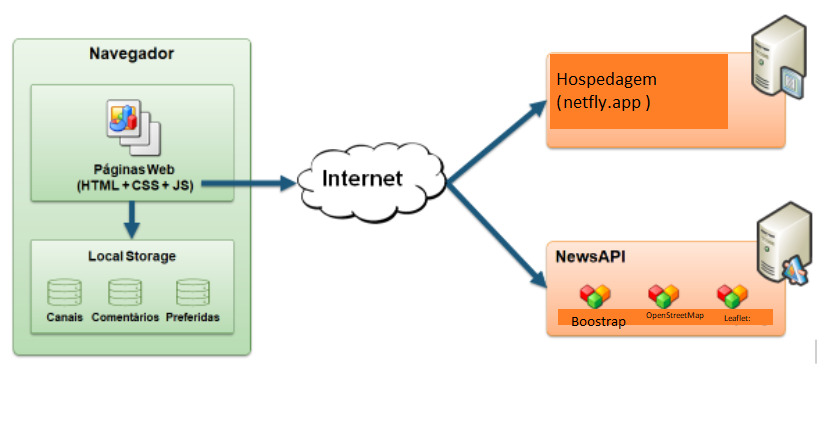 Navegador
Páginas Web
(HTML + CSS + JS)
Local Storage
Canais Comentários Preferidas
Internet
Hospedagem
(netfly.app )
NewsAPI
Boostrap OpenStreetMap Leaflet: